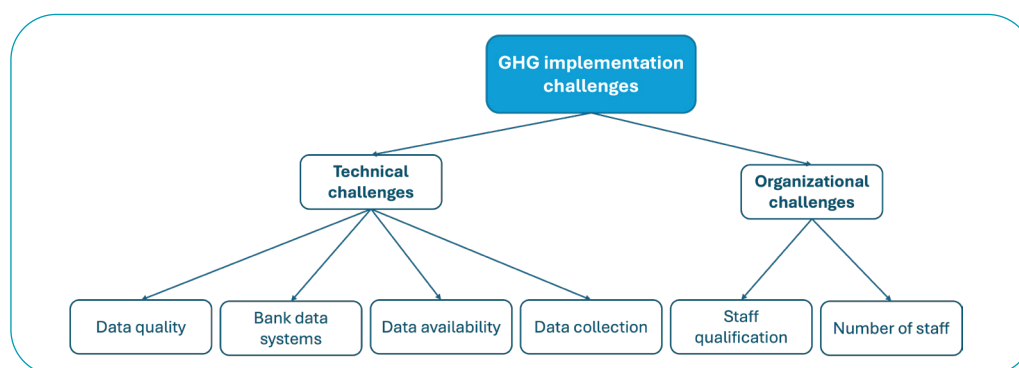 GHG implementation
challenges
Technical
challenges
Organizational
challenges
Data quality
Bank data
systems
Data availability
Data collection
Staff
qualification
Number of staff